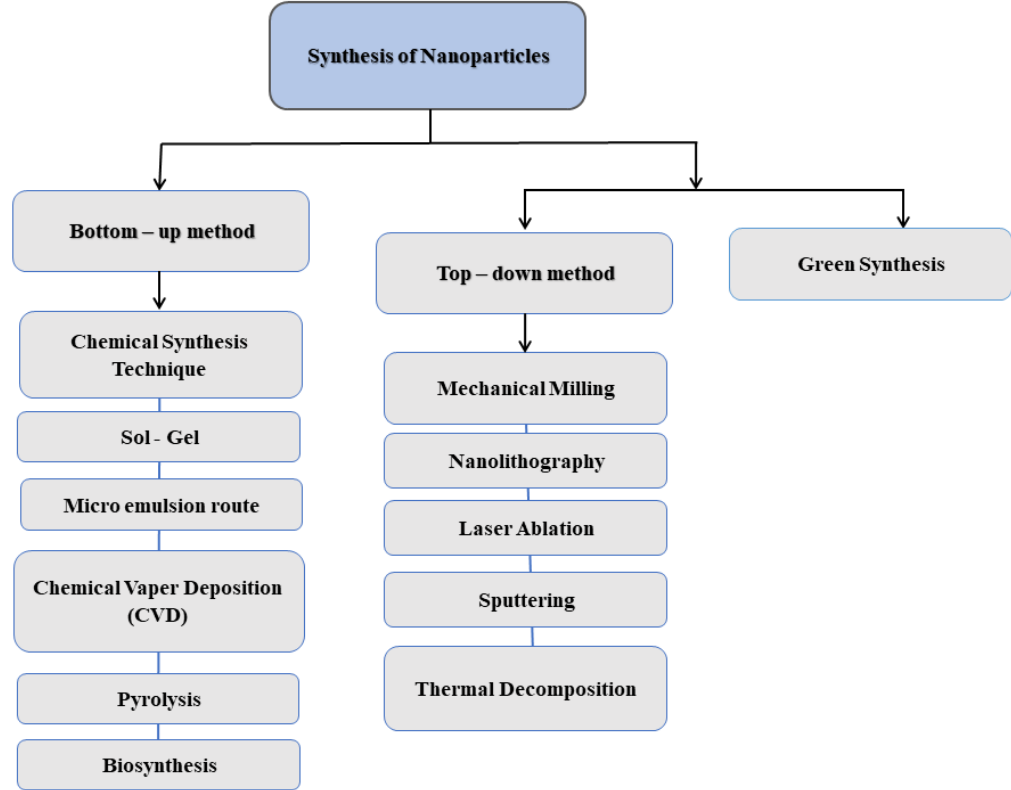 Synthesis of Nanoparticles
Bottom – up method
Chemical Synthesis
Technique
Sol - Gel
Micro emulsion route
Chemical Vaper Deposition
(CVD)
Pyrolysis
Biosynthesis
Top – down method
Mechanical Milling
Nanolithography
Laser Ablation
Sputtering
Thermal Decomposition
Green Synthesis